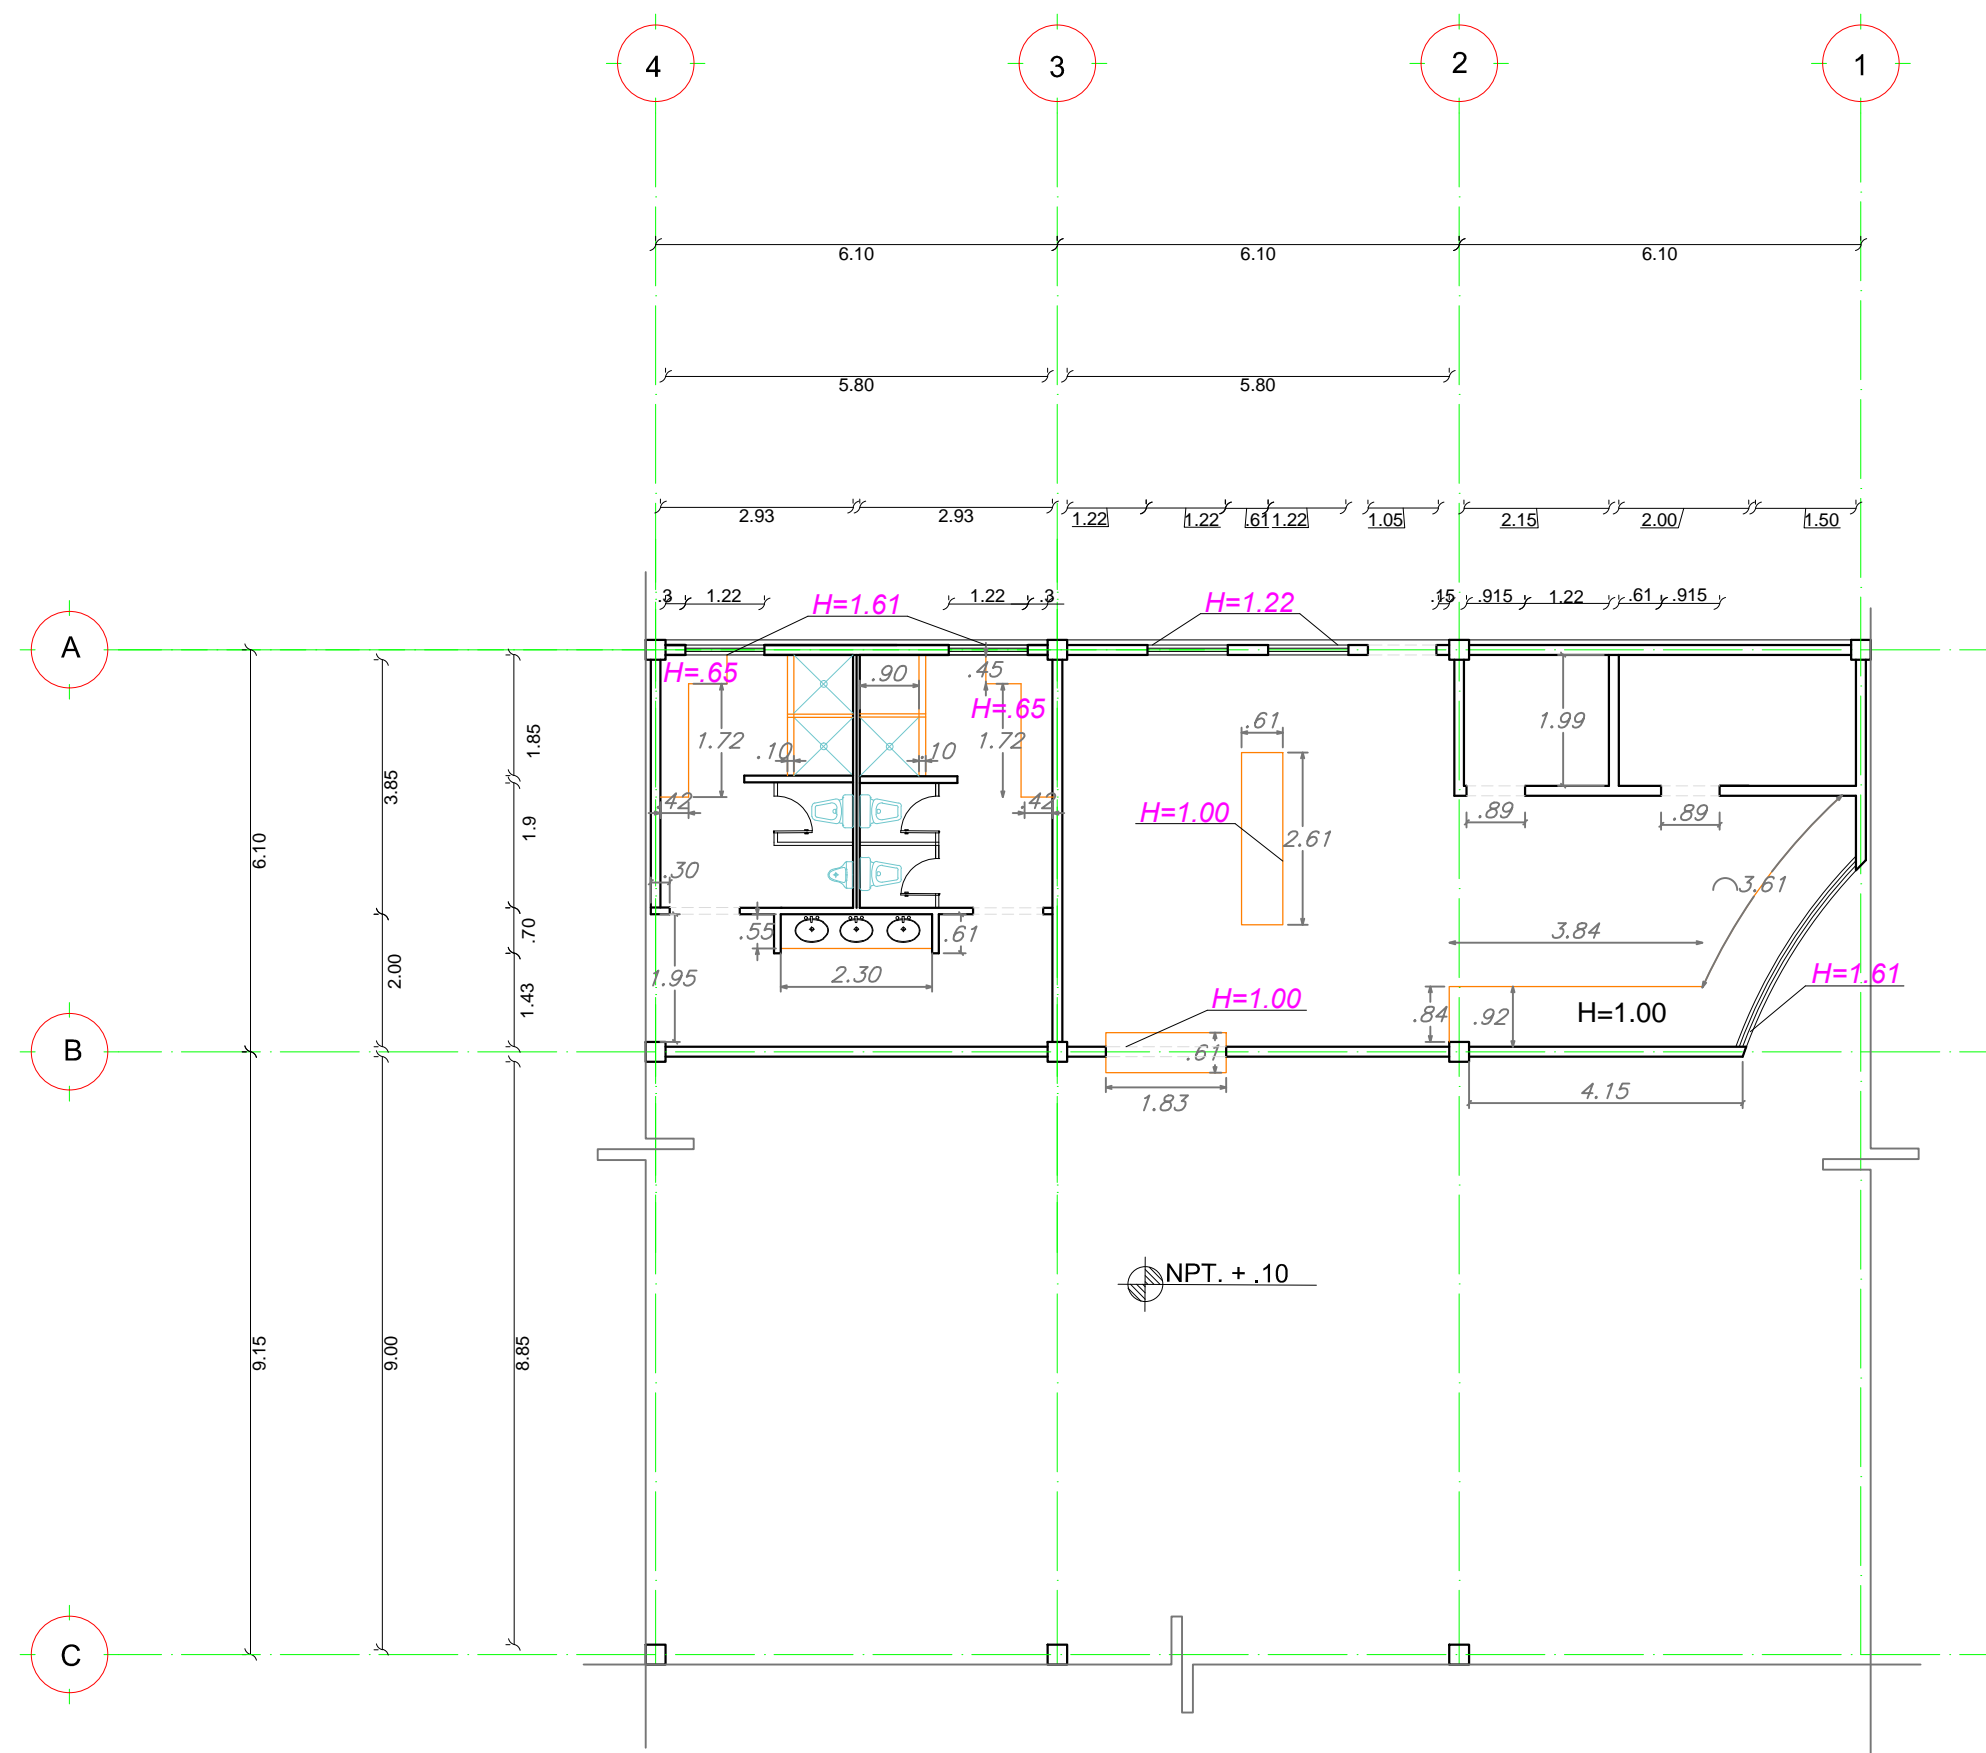 4 3 2 1
6.10 6.10 6.10
5.80 5.80
2.93 2.93 1.22 1.22 .61 1.22 1.05 2.15 2.00 1.50
.3 1.22 H=1.61 1.22 .3 H=1.22 .15 .915 1.22 .61 .915
A
H=.65 .90 .45
H=.65
1.72 .10 .10 1.72 .61 1.99
1.85
3.85
.42 .42 H=1.00 .89 .89
6.10
1.9
2.61
.30 3.61
.70
.55 .61 3.84
2.00
1.95 2.30 H=1.61
1.43
H=1.00 .84 .92 H=1.00
B
.61
1.83 4.15
NPT. + .10
9.15 9.00 8.85
C